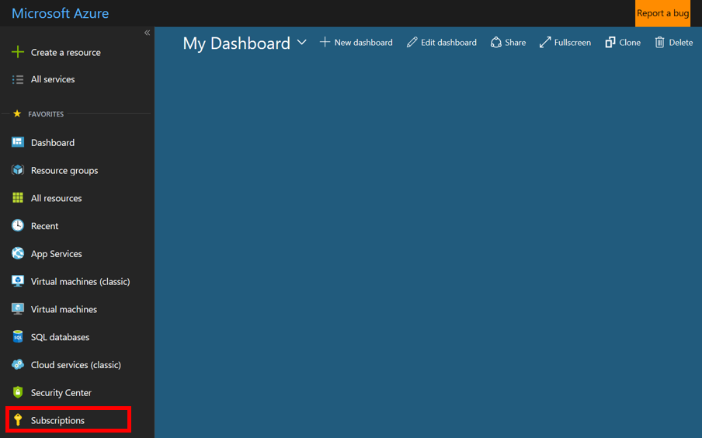 Microsoft Azure
Report a bug
Create a resource
All services
FAVORITES
Dashboard
Resource groups
All resources
Recent
App Services
Virtual machines (classic)
Virtual machines
SQL databases
Cloud services (classic)
Security Center
Subscriptions
My Dashboard
New dashboard
Edit dashboard
Share
Fullscreen
Clone
Delete